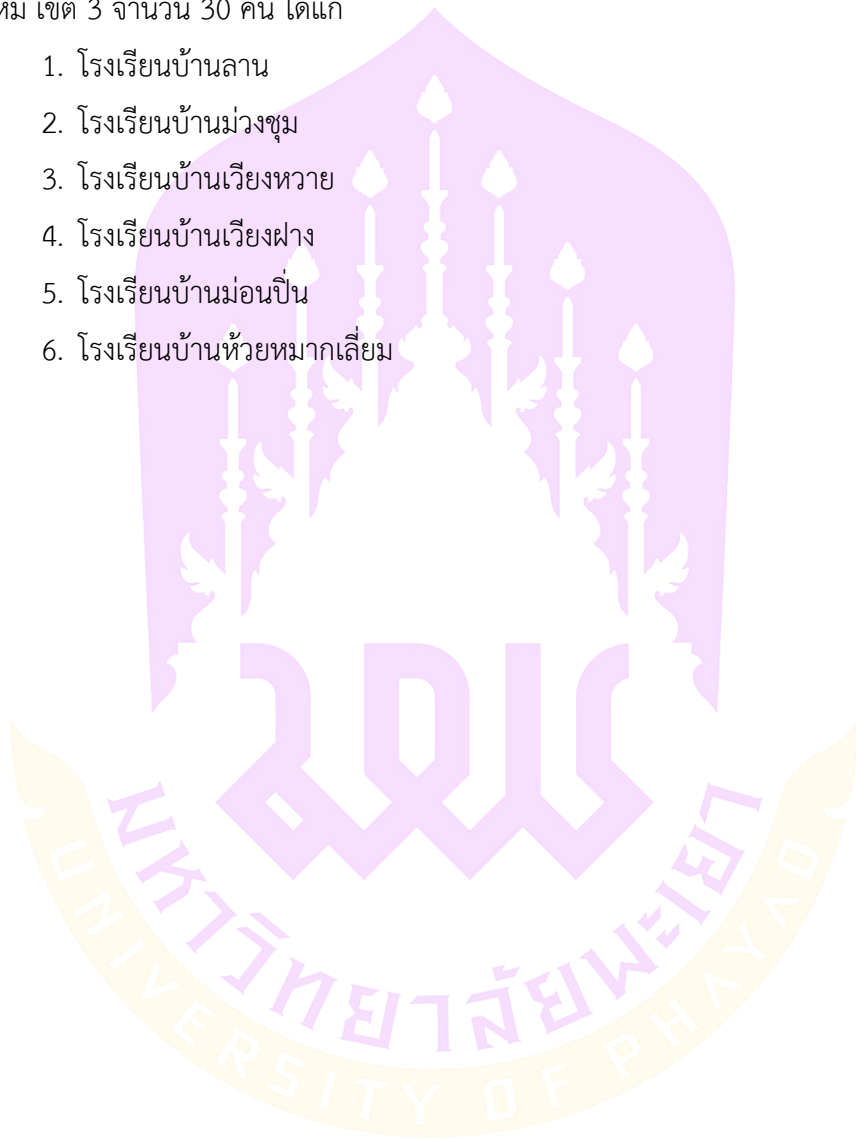 เขต 3 จำนวน 30 คน ได้แก่
1. โรงเรียนบ้านลาน
2. โรงเรียนบ้านม่วงชุม
3. โรงเรียนบ้านเวียงหวาย
4. โรงเรียนบ้านเวียงฝาง
5. โรงเรียนบ้านม่อนปิ่น
6. โรงเรียนบ้านห้วยหมากเลี่ยม
มหาวิทยาลัยพะเยา
UNIVERSITY OF PHAYAO